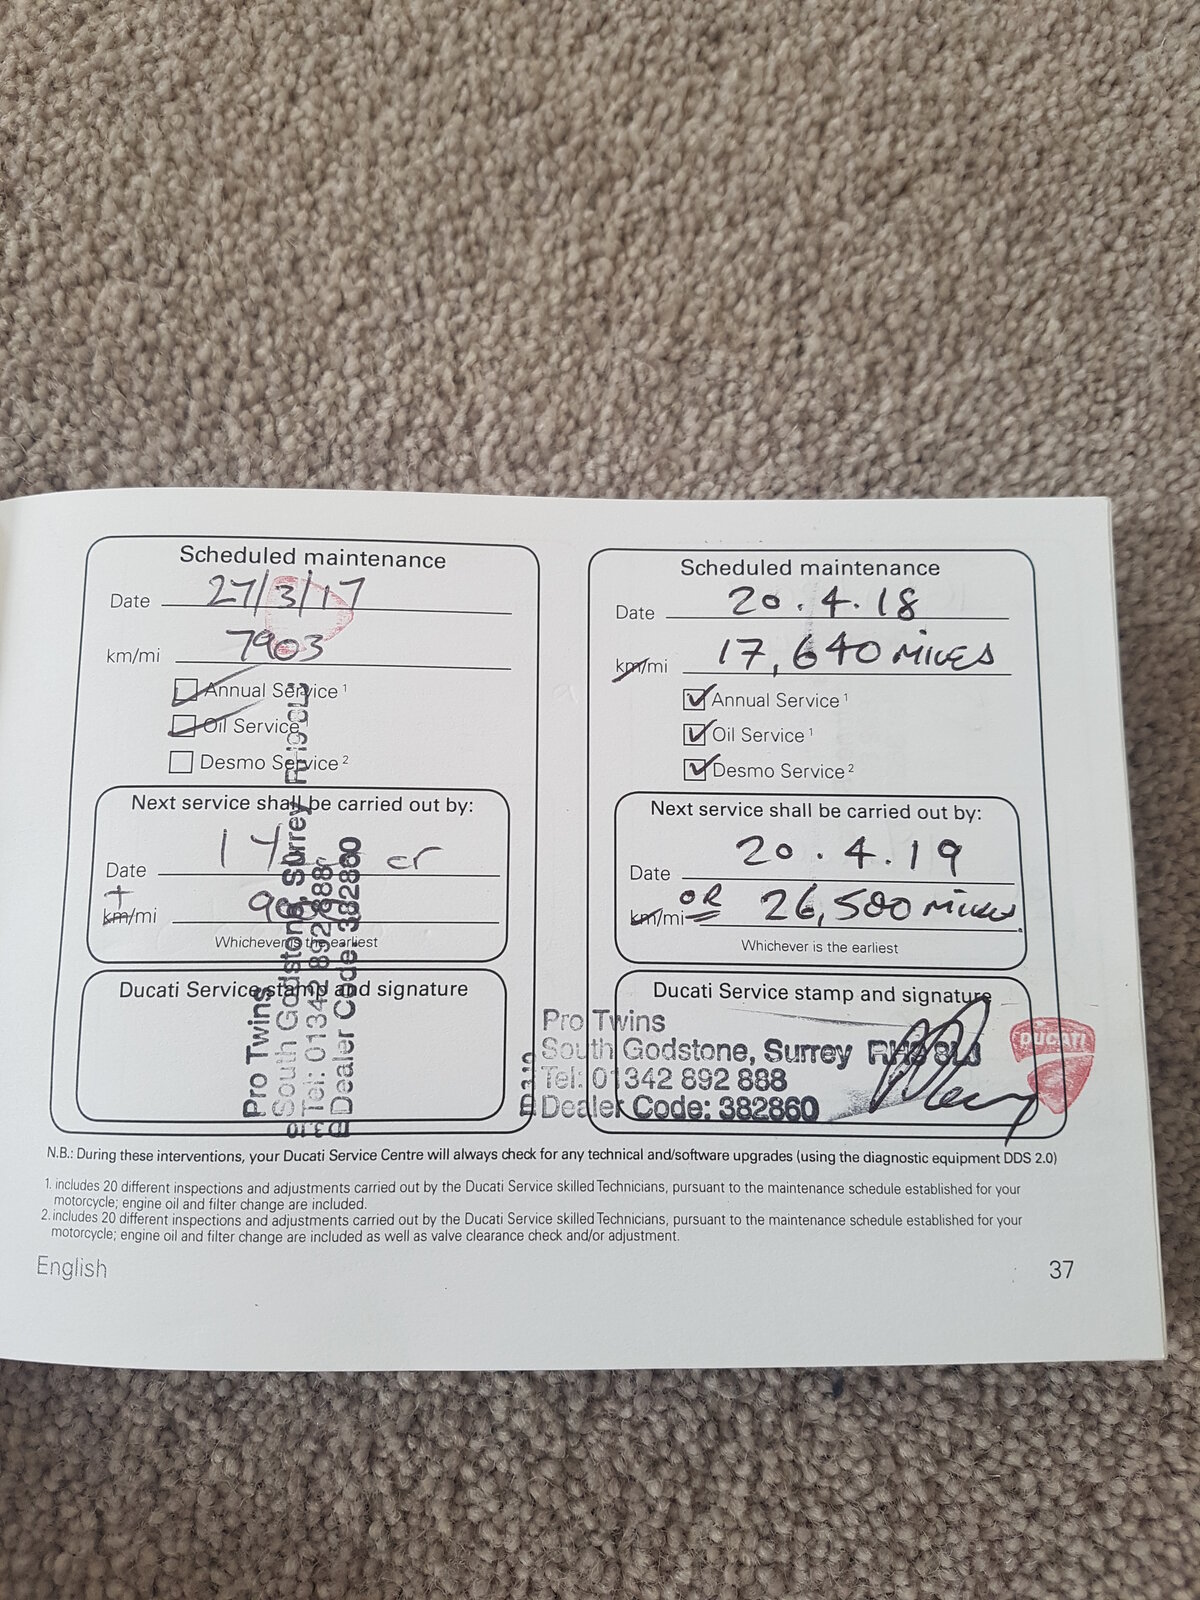 Scheduled maintenance
Date 27/3/17
km/mi 7903
Annual Service 1
Oil Service 1
Desmo Service 2
Next service shall be carried out by:
Date 1 Y or
+
km/mi
Whichever is the earliest
Ducati Service stamp and signature
Pro Twins
South Godstone, Surrey
Tel: 01342 892 888
Dealer Code: 382860
Scheduled maintenance
Date 20.4.18
km/mi 17,640 MILES
Annual Service 1
Oil Service 1
Desmo Service 2
Next service shall be carried out by:
Date 20.4.19
km/mi OR 26,500 MILES
Whichever is the earliest
Ducati Service stamp and signature
Pro Twins
South Godstone, Surrey
Tel: 01342 892 888
Dealer Code: 382860
DUCATI
N.B.: During these interventions, your Ducati Service Centre will always check for any technical and/software upgrades (using the diagnostic equipment DDS 2.0)
1. includes 20 different inspections and adjustments carried out by the Ducati Service skilled Technicians, pursuant to the maintenance schedule established for your
motorcycle; engine oil and filter change are included.
2. includes 20 different inspections and adjustments carried out by the Ducati Service skilled Technicians, pursuant to the maintenance schedule established for your
motorcycle; engine oil and filter change are included as well as valve clearance check and/or adjustment.
English
37